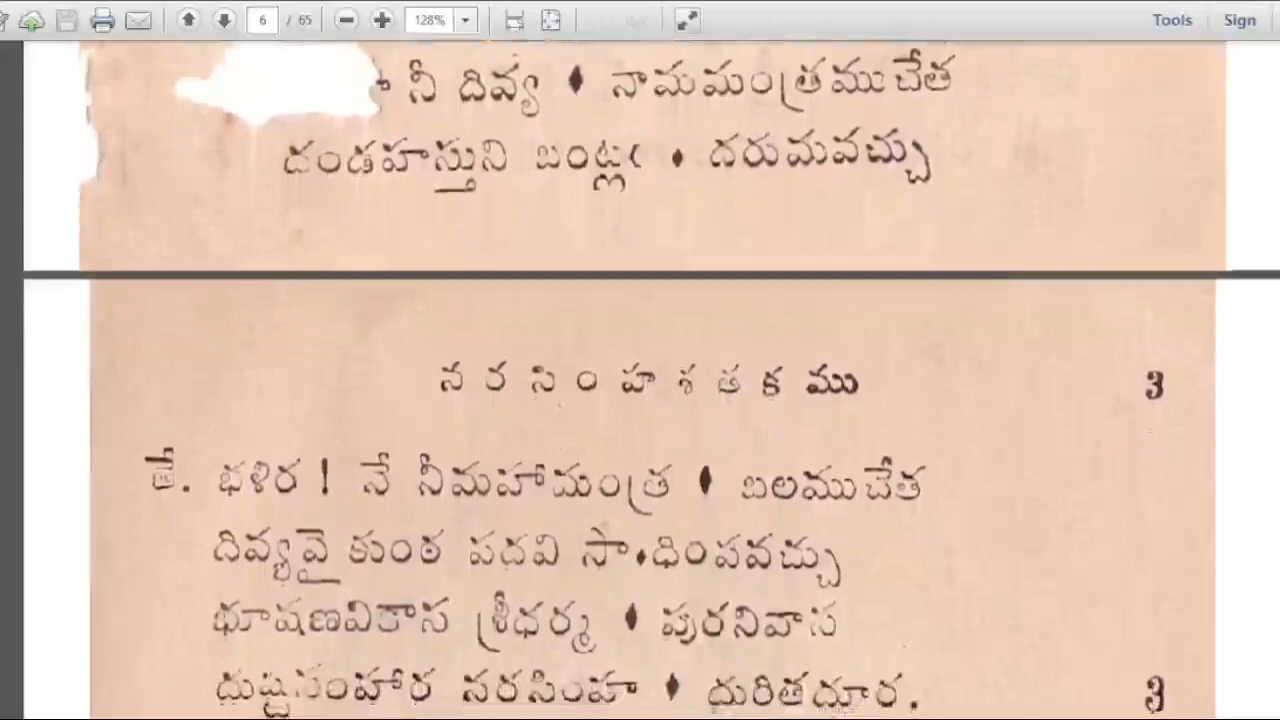 6 / 65 128% Tools Sign
నీ దివ్య ♦ నామమంత్రముచేత
దండహస్తుని బంట్లఁ ♦ దరుమవచ్చు
నరసింహశతకము 3
తే. భళిర ! నే నీమహామంత్ర ♦ బలముచేత
దివ్యవైకుంఠ పదవి సా♦ధింపవచ్చు
భూషణవికాస శ్రీధర్మ ♦ పురనివాస
దుష్టసంహార నరసింహ ♦ దురితదూర. 3